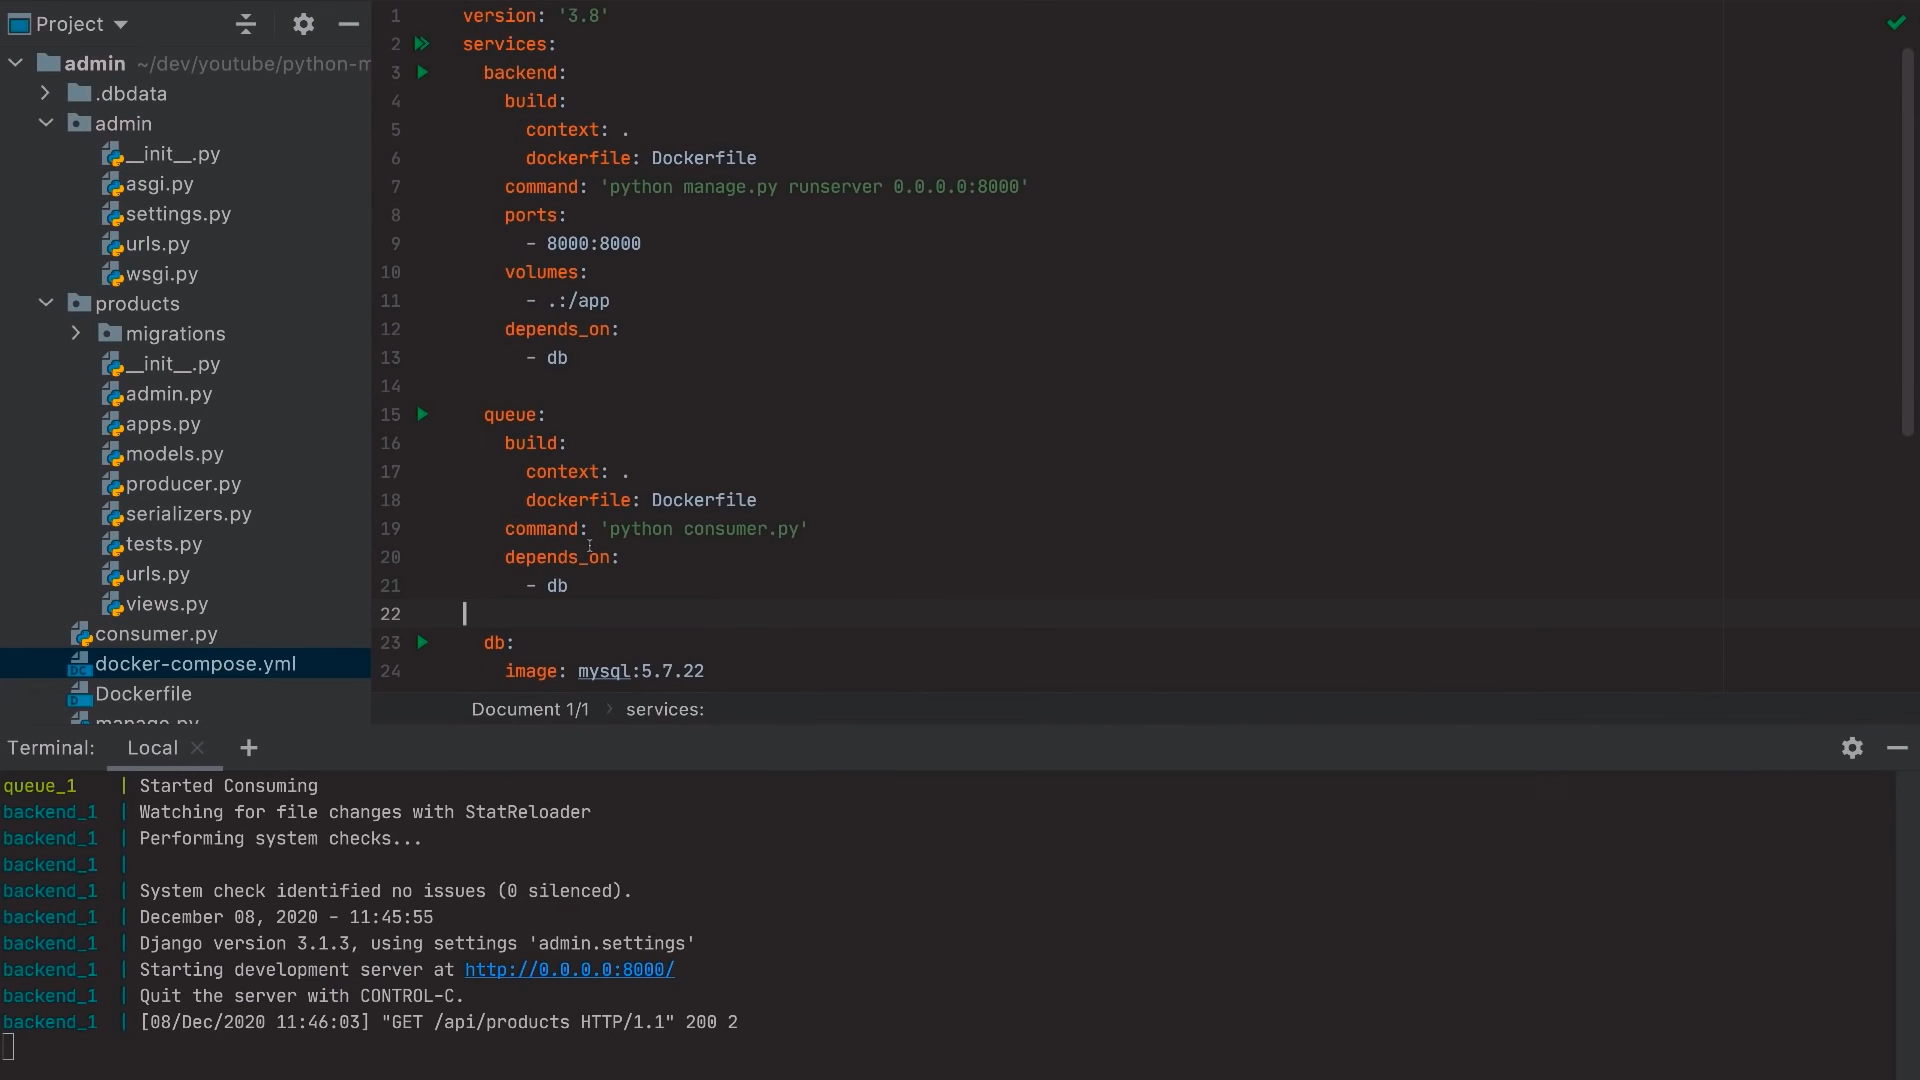 Project
admin ~/dev/youtube/python-m
.dbdata
admin
__init__.py
asgi.py
settings.py
urls.py
wsgi.py
products
migrations
__init__.py
admin.py
apps.py
models.py
producer.py
serializers.py
tests.py
urls.py
views.py
consumer.py
docker-compose.yml
Dockerfile
manage.py
1 version: '3.8'
2 services:
3 backend:
4 build:
5 context: .
6 dockerfile: Dockerfile
7 command: 'python manage.py runserver 0.0.0.0:8000'
8 ports:
9 - 8000:8000
10 volumes:
11 - .:/app
12 depends_on:
13 - db
14
15 queue:
16 build:
17 context: .
18 dockerfile: Dockerfile
19 command: 'python consumer.py'
20 depends_on:
21 - db
22
23 db:
24 image: mysql:5.7.22
Document 1/1 › services:
Terminal: Local × +
queue_1 | Started Consuming
backend_1 | Watching for file changes with StatReloader
backend_1 | Performing system checks...
backend_1 |
backend_1 | System check identified no issues (0 silenced).
backend_1 | December 08, 2020 - 11:45:55
backend_1 | Django version 3.1.3, using settings 'admin.settings'
backend_1 | Starting development server at http://0.0.0.0:8000/
backend_1 | Quit the server with CONTROL-C.
backend_1 | [08/Dec/2020 11:46:03] "GET /api/products HTTP/1.1" 200 2